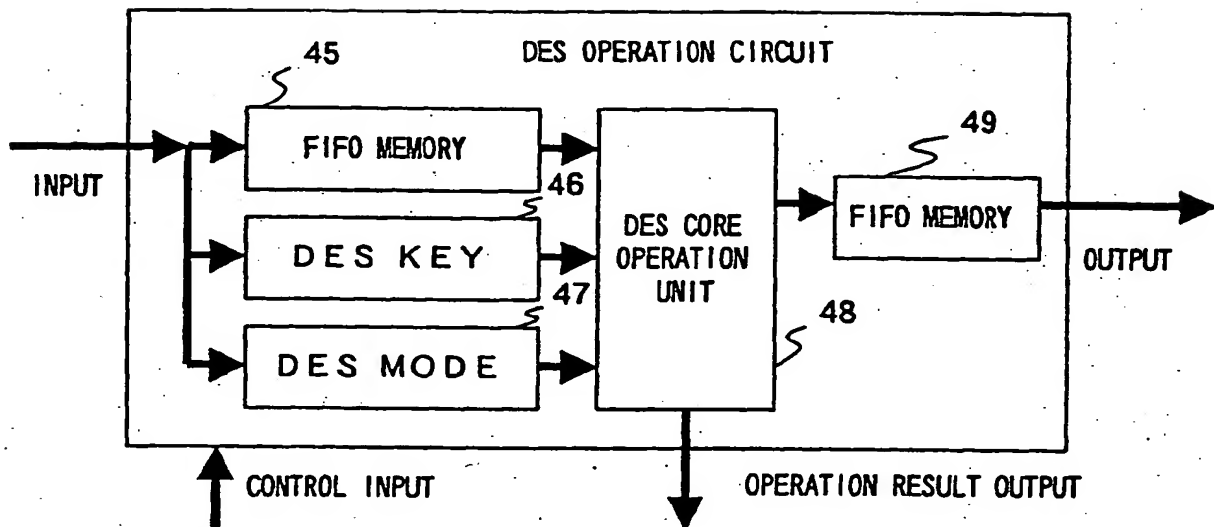 DES OPERATION CIRCUIT
45
FIFO MEMORY
INPUT
46
DES KEY
47
DES MODE
DES CORE
OPERATION
UNIT
48
49
FIFO MEMORY
OUTPUT
CONTROL INPUT
OPERATION RESULT OUTPUT